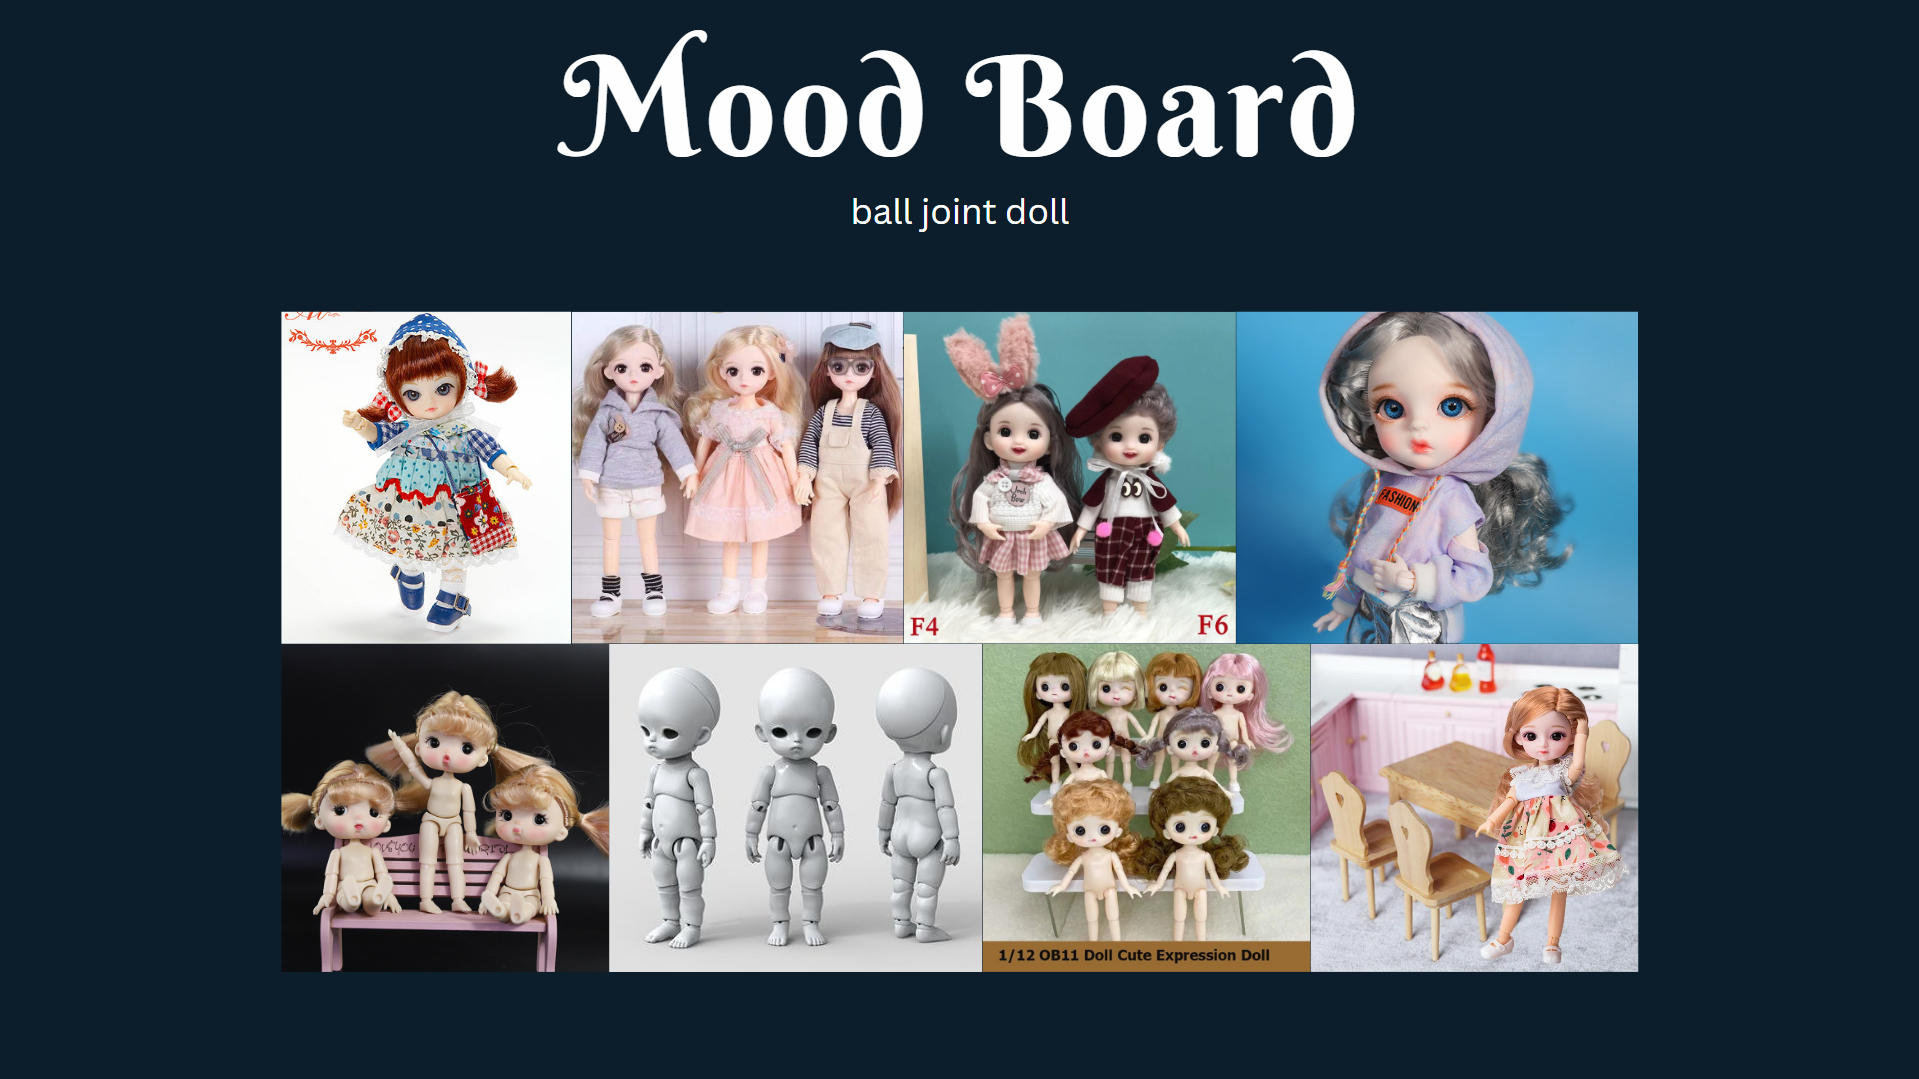 Mood Board
ball joint doll
FASHION
F4
F6
1/12 OB11 Doll Cute Expression Doll